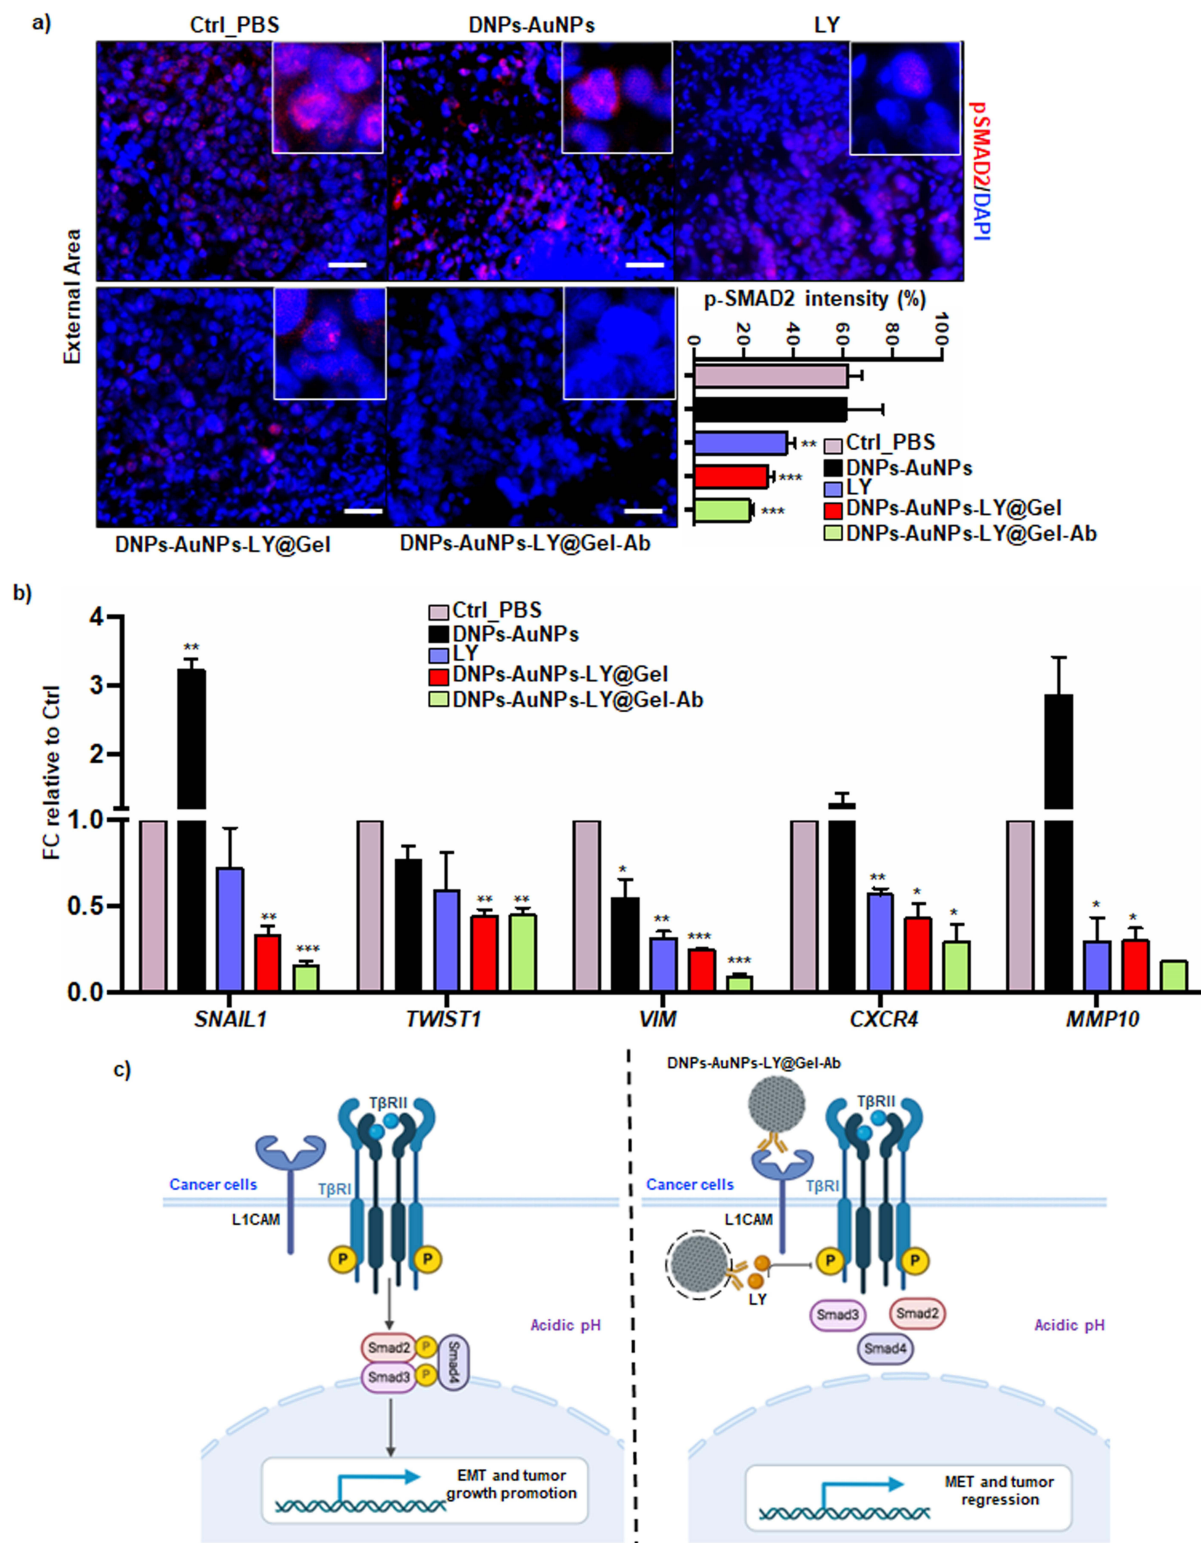 a)
Ctrl_PBS
DNPs-AuNPs
LY
pSMAD2/DAPI
External Area
DNPs-AuNPs-LY@Gel
DNPs-AuNPs-LY@Gel-Ab
p-SMAD2 intensity (%)
0 20 40 60 80 100
**
***
***
Ctrl_PBS
DNPs-AuNPs
LY
DNPs-AuNPs-LY@Gel
DNPs-AuNPs-LY@Gel-Ab
b)
Ctrl_PBS
DNPs-AuNPs
LY
DNPs-AuNPs-LY@Gel
DNPs-AuNPs-LY@Gel-Ab
FC relative to Ctrl
4
3
2
1.0
0.5
0.0
** ** ***
** **
* ** *** ***
** * *
* *
SNAIL1 TWIST1 VIM CXCR4 MMP10
c)
TβRII
Cancer cells
TβRI
L1CAM
P P
Acidic pH
Smad2 P
Smad3 P
Smad4
EMT and tumor
growth promotion
DNPs-AuNPs-LY@Gel-Ab
TβRII
Cancer cells
TβRI
L1CAM
P P
LY
Smad3
Smad2
Smad4
Acidic pH
MET and tumor
regression